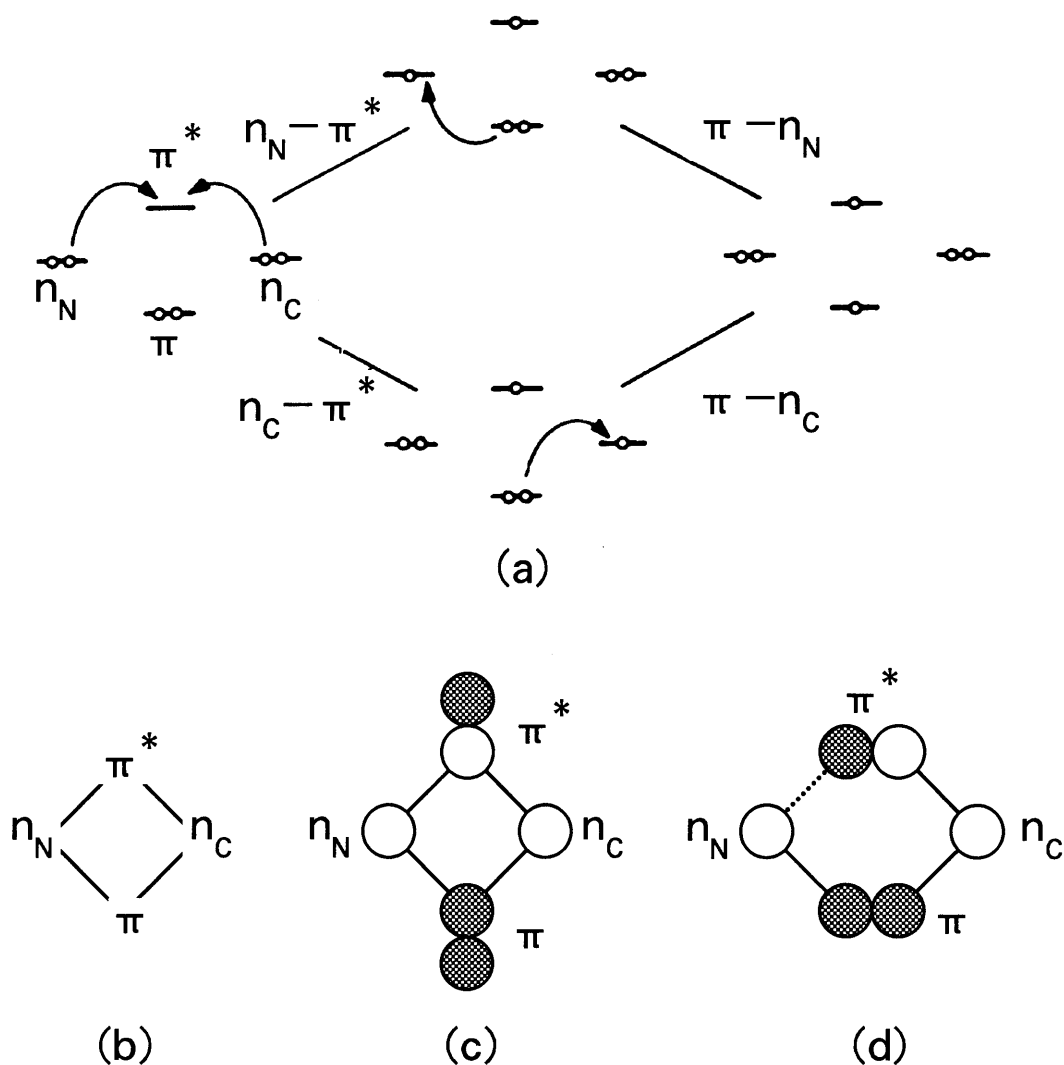 n_N – π*
π – n_N
π*
n_N
n_C
π
n_C – π*
π – n_C
(a)
π*
n_N
n_C
π
(b)
π*
n_N
n_C
π
(c)
π*
n_N
n_C
π
(d)